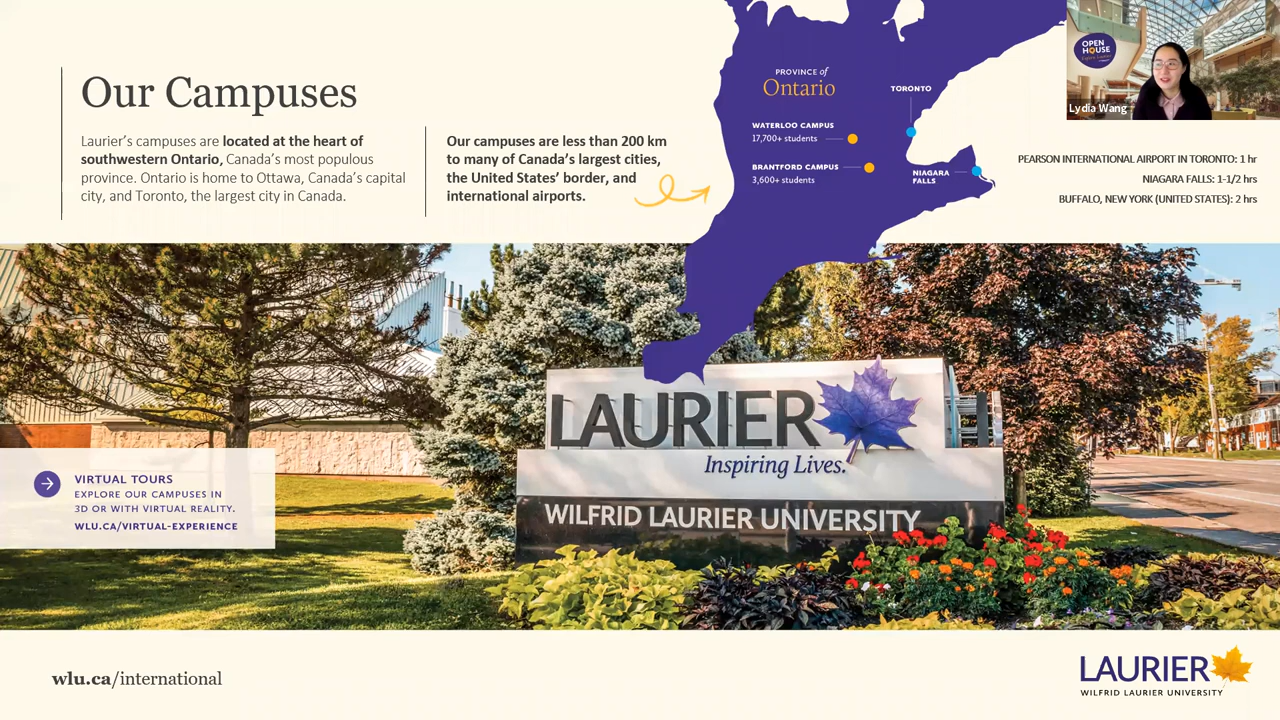 Our Campuses
Laurier's campuses are located at the heart of
southwestern Ontario, Canada's most populous
province. Ontario is home to Ottawa, Canada's capital
city, and Toronto, the largest city in Canada.
Our campuses are less than 200 km
to many of Canada's largest cities,
the United States' border, and
international airports.
PROVINCE of
Ontario
TORONTO
WATERLOO CAMPUS
17,700+ students
BRANTFORD CAMPUS
3,600+ students
NIAGARA
FALLS
OPEN
HOUSE
Lydia Wang
PEARSON INTERNATIONAL AIRPORT IN TORONTO: 1 hr
NIAGARA FALLS: 1-1/2 hrs
BUFFALO, NEW YORK (UNITED STATES): 2 hrs
LAURIER
Inspiring Lives.
WILFRID LAURIER UNIVERSITY
VIRTUAL TOURS
EXPLORE OUR CAMPUSES IN
3D OR WITH VIRTUAL REALITY.
WLU.CA/VIRTUAL-EXPERIENCE
wlu.ca/international
LAURIER
WILFRID LAURIER UNIVERSITY